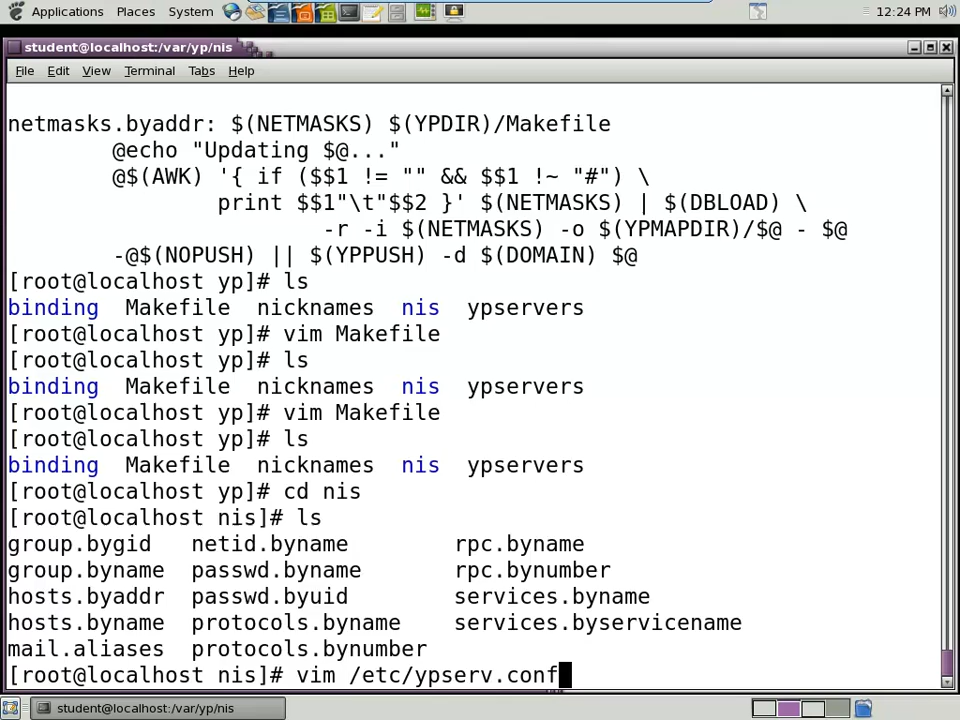 Applications Places System 12:24 PM
student@localhost:/var/yp/nis
File Edit View Terminal Tabs Help
netmasks.byaddr: $(NETMASKS) $(YPDIR)/Makefile
@echo "Updating $@..."
@$(AWK) '{ if ($$1 != "" && $$1 !~ "#") \
print $$1"\t"$$2 }' $(NETMASKS) | $(DBLOAD) \
-r -i $(NETMASKS) -o $(YPMAPDIR)/$@ - $@
-@$(NOPUSH) || $(YPPUSH) -d $(DOMAIN) $@
[root@localhost yp]# ls
binding Makefile nicknames nis ypservers
[root@localhost yp]# vim Makefile
[root@localhost yp]# ls
binding Makefile nicknames nis ypservers
[root@localhost yp]# vim Makefile
[root@localhost yp]# ls
binding Makefile nicknames nis ypservers
[root@localhost yp]# cd nis
[root@localhost nis]# ls
group.bygid netid.byname rpc.byname
group.byname passwd.byname rpc.bynumber
hosts.byaddr passwd.byuid services.byname
hosts.byname protocols.byname services.byservicename
mail.aliases protocols.bynumber
[root@localhost nis]# vim /etc/ypserv.conf
student@localhost:/var/yp/nis